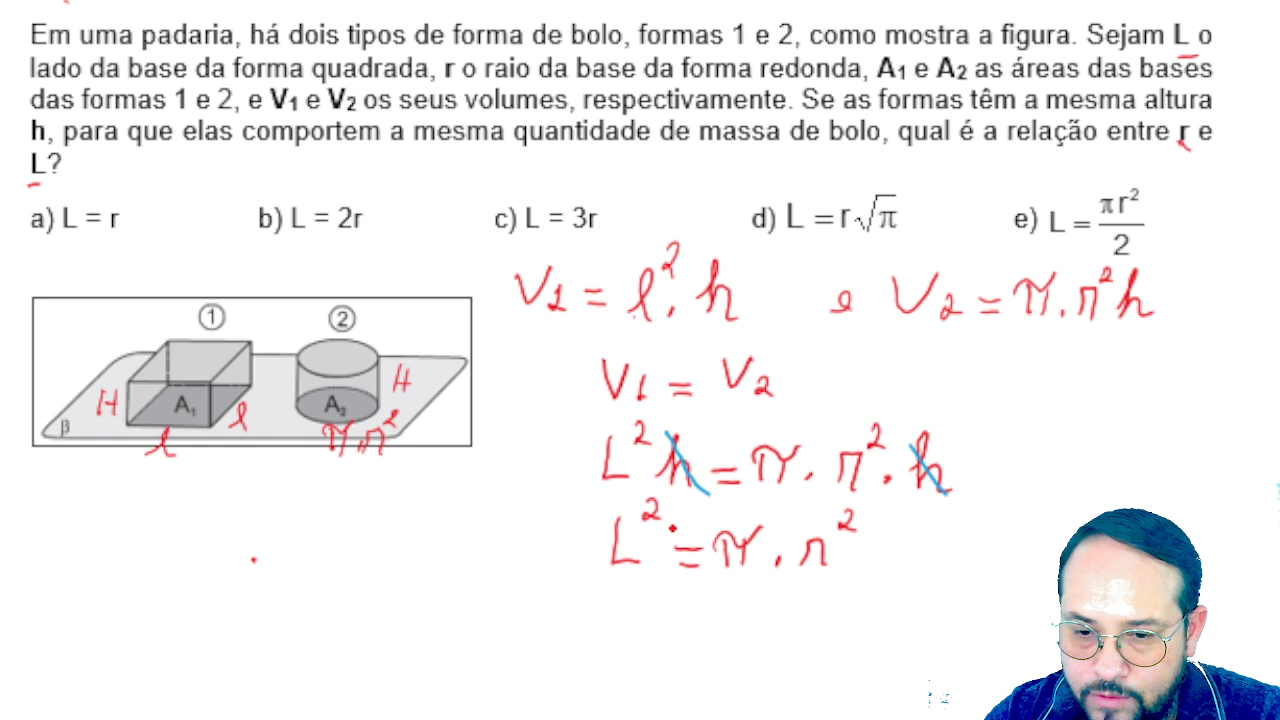 Em uma padaria, há dois tipos de forma de bolo, formas 1 e 2, como mostra a figura. Sejam L o
lado da base da forma quadrada, r o raio da base da forma redonda, A₁ e A₂ as áreas das bases
das formas 1 e 2, e V₁ e V₂ os seus volumes, respectivamente. Se as formas têm a mesma altura
h, para que elas comportem a mesma quantidade de massa de bolo, qual é a relação entre r e
L?
a) L = r b) L = 2r c) L = 3r d) L = r√π e) L = πr²/2
V1 = l². h e V2 = π. r² h
① ②
V1 = V2
H H
A₁ A₂
l
β
l π.r²
L² h = π. r². h
L² = π. r²